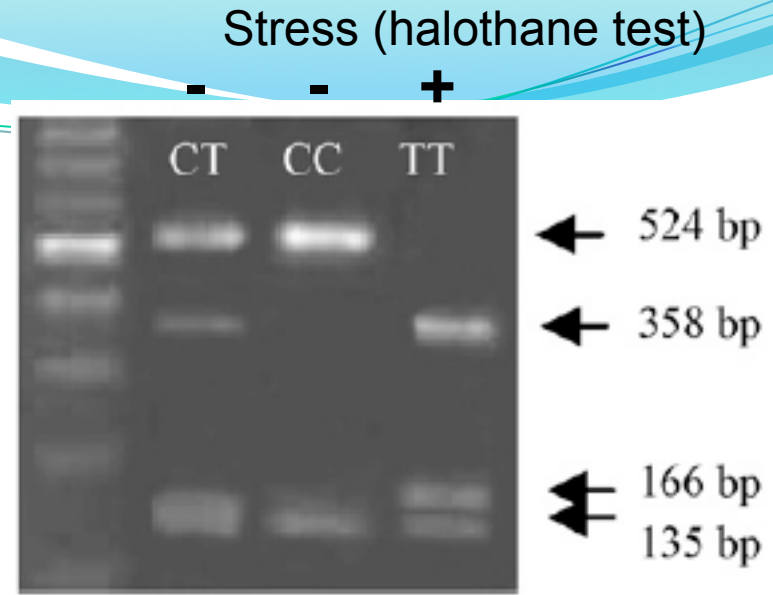 Stress (halothane test)
- - +
CT CC TT
524 bp
358 bp
166 bp
135 bp